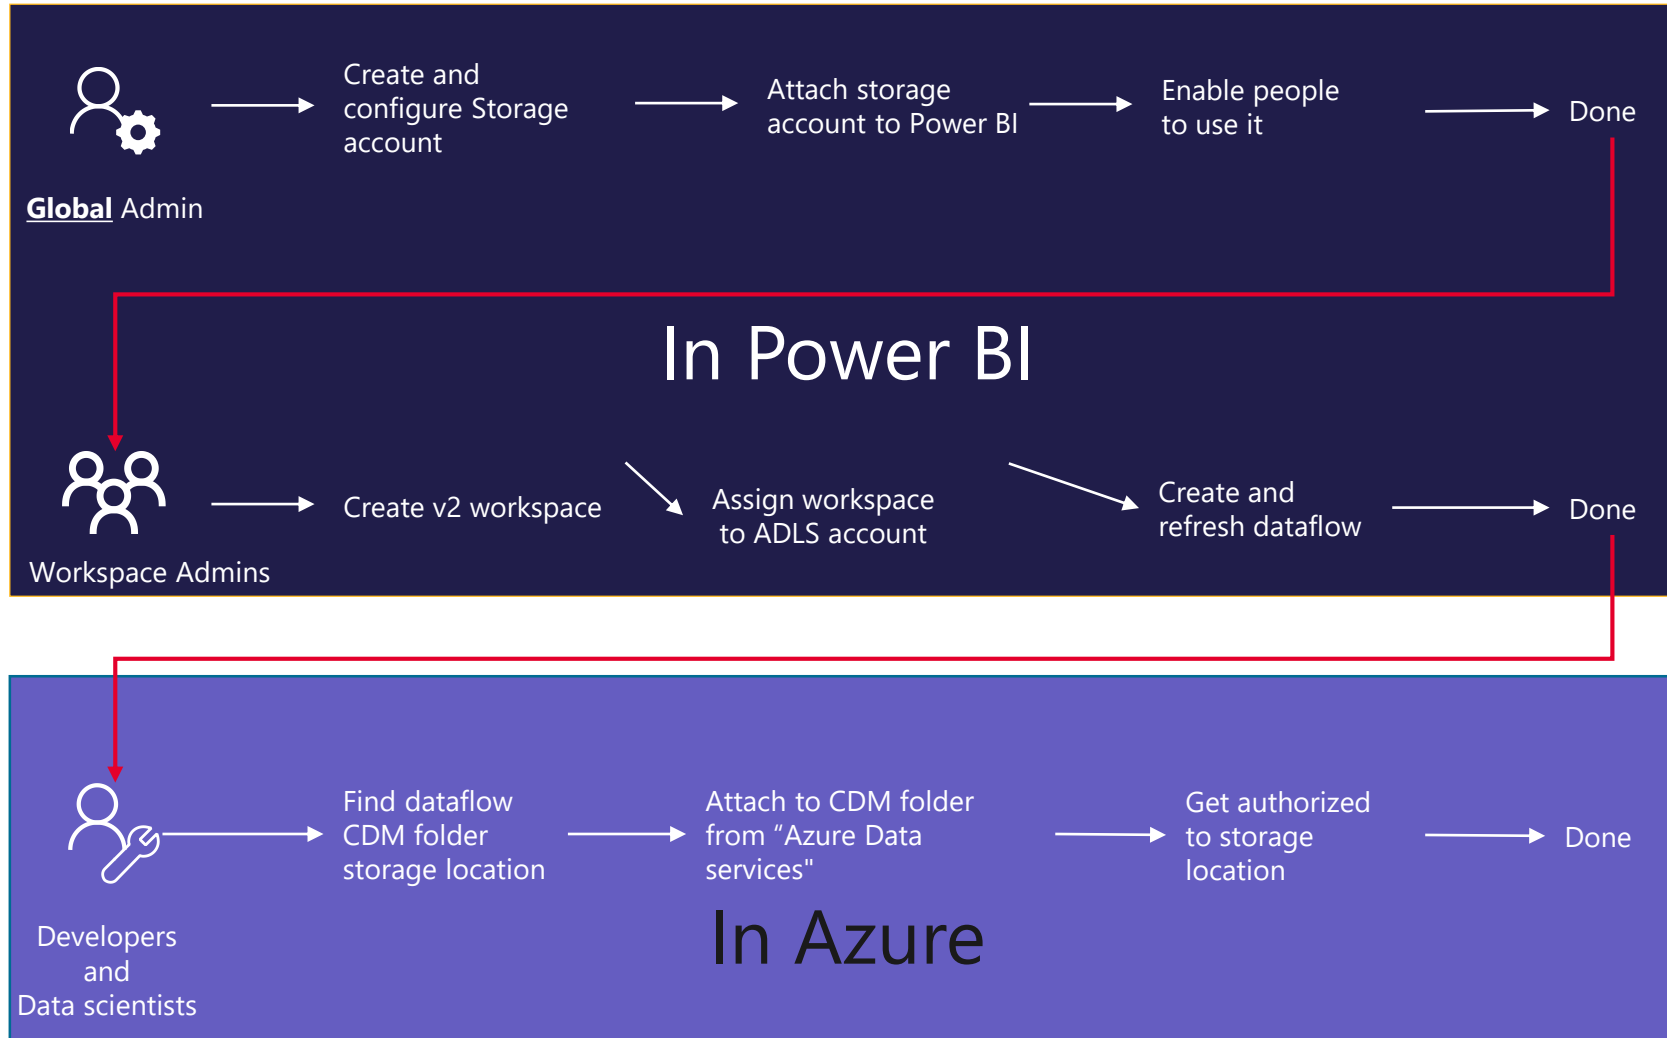 Create and
configure Storage
account
Attach storage
account to Power BI
Enable people
to use it
Done
Global Admin
In Power BI
Create v2 workspace
Assign workspace
to ADLS account
Create and
refresh dataflow
Done
Workspace Admins
Find dataflow
CDM folder
storage location
Attach to CDM folder
from “Azure Data
services"
Get authorized
to storage
location
Done
Developers
and
Data scientists
In Azure